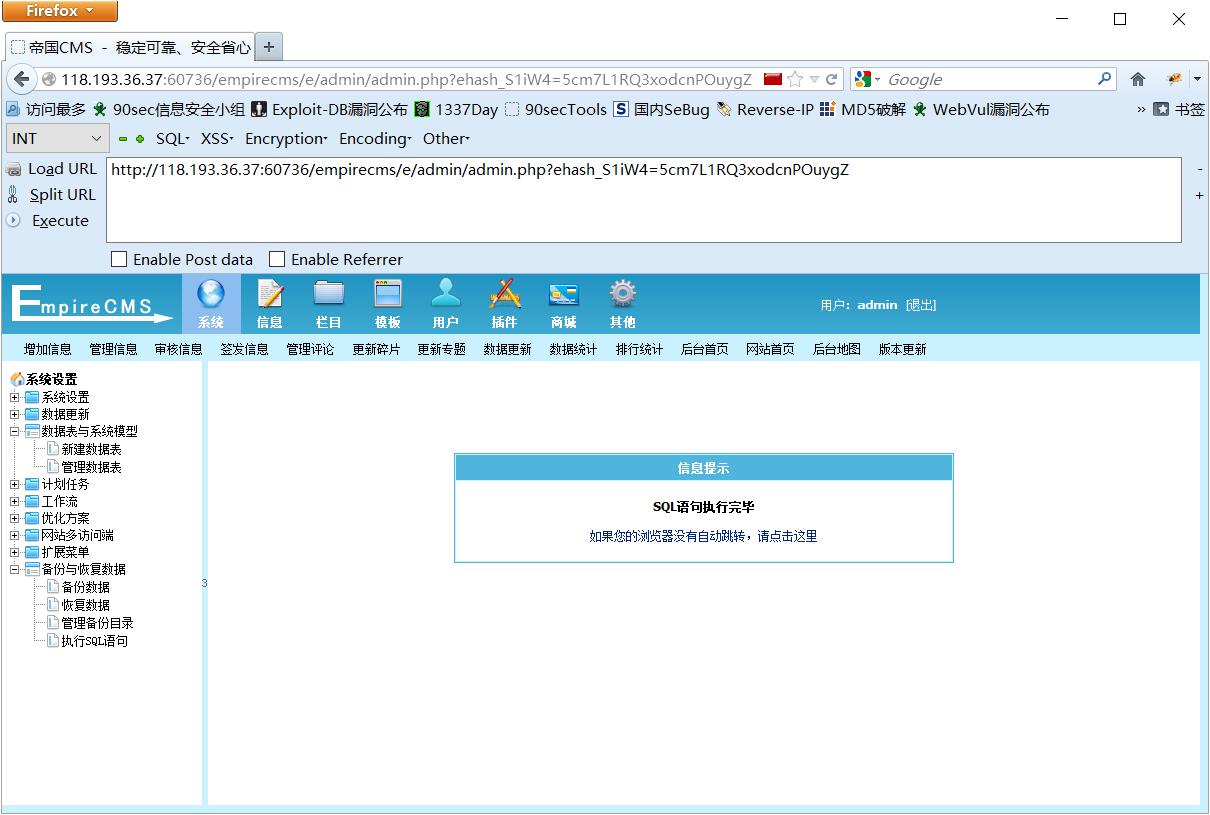 Firefox
帝国CMS - 稳定可靠、安全省心
118.193.36.37:60736/empirecms/e/admin/admin.php?ehash_S1iW4=5cm7L1RQ3xodcnPOuygZ
Google
访问最多 90sec信息安全小组 Exploit-DB漏洞公布 1337Day 90secTools 国内SeBug Reverse-IP MD5破解 WebVul漏洞公布 » 书签
INT SQL XSS Encryption Encoding Other
Load URL
http://118.193.36.37:60736/empirecms/e/admin/admin.php?ehash_S1iW4=5cm7L1RQ3xodcnPOuygZ
Split URL
Execute
Enable Post data Enable Referrer
EmpireCMS
系统 信息 栏目 模板 用户 插件 商城 其他
用户：admin [退出]
增加信息 管理信息 审核信息 签发信息 管理评论 更新碎片 更新专题 数据更新 数据统计 排行统计 后台首页 网站首页 后台地图 版本更新
系统设置
系统设置
数据更新
数据表与系统模型
新建数据表
管理数据表
计划任务
工作流
优化方案
网站多访问端
扩展菜单
备份与恢复数据
备份数据
恢复数据
管理备份目录
执行SQL语句
3
信息提示
SQL语句执行完毕
如果您的浏览器没有自动跳转，请点击这里